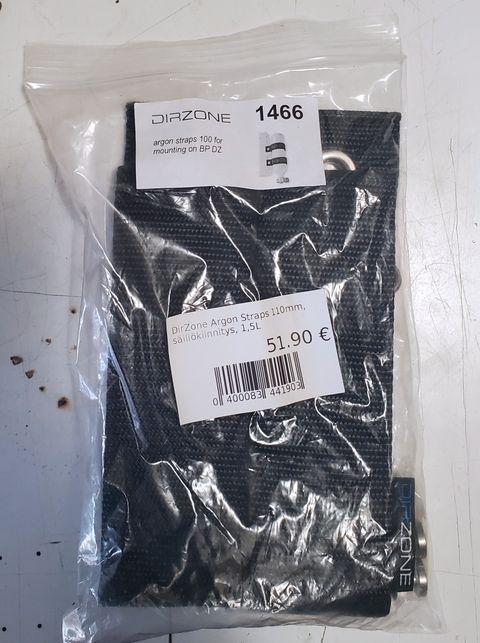 DIRZONE 1466
argon straps 100 for
mounting on BP DZ
DirZone Argon Straps 110mm,
säiliökiinnitys, 1,5L
51.90 €
0 400083 441903
DIRZONE